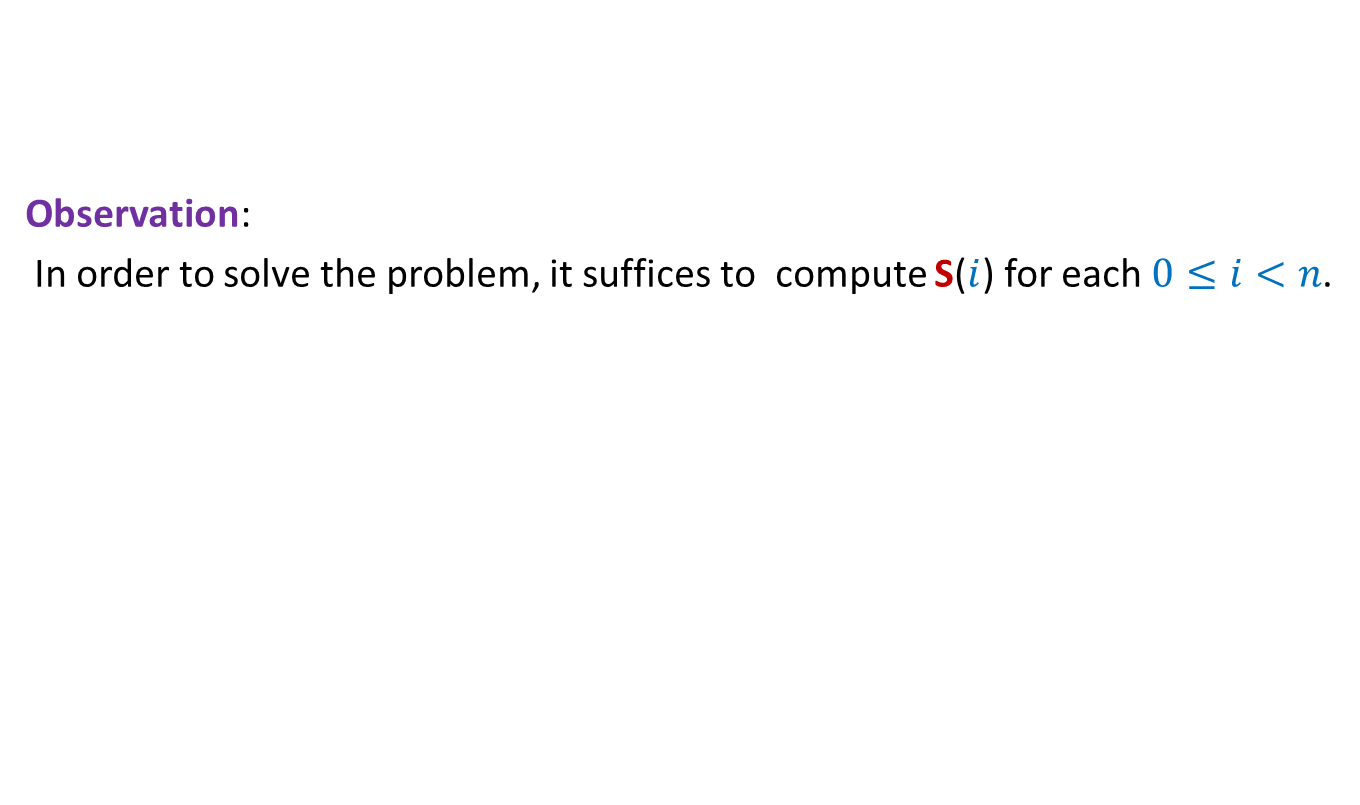 Observation:
In order to solve the problem, it suffices to compute S(i) for each 0 ≤ i < n.